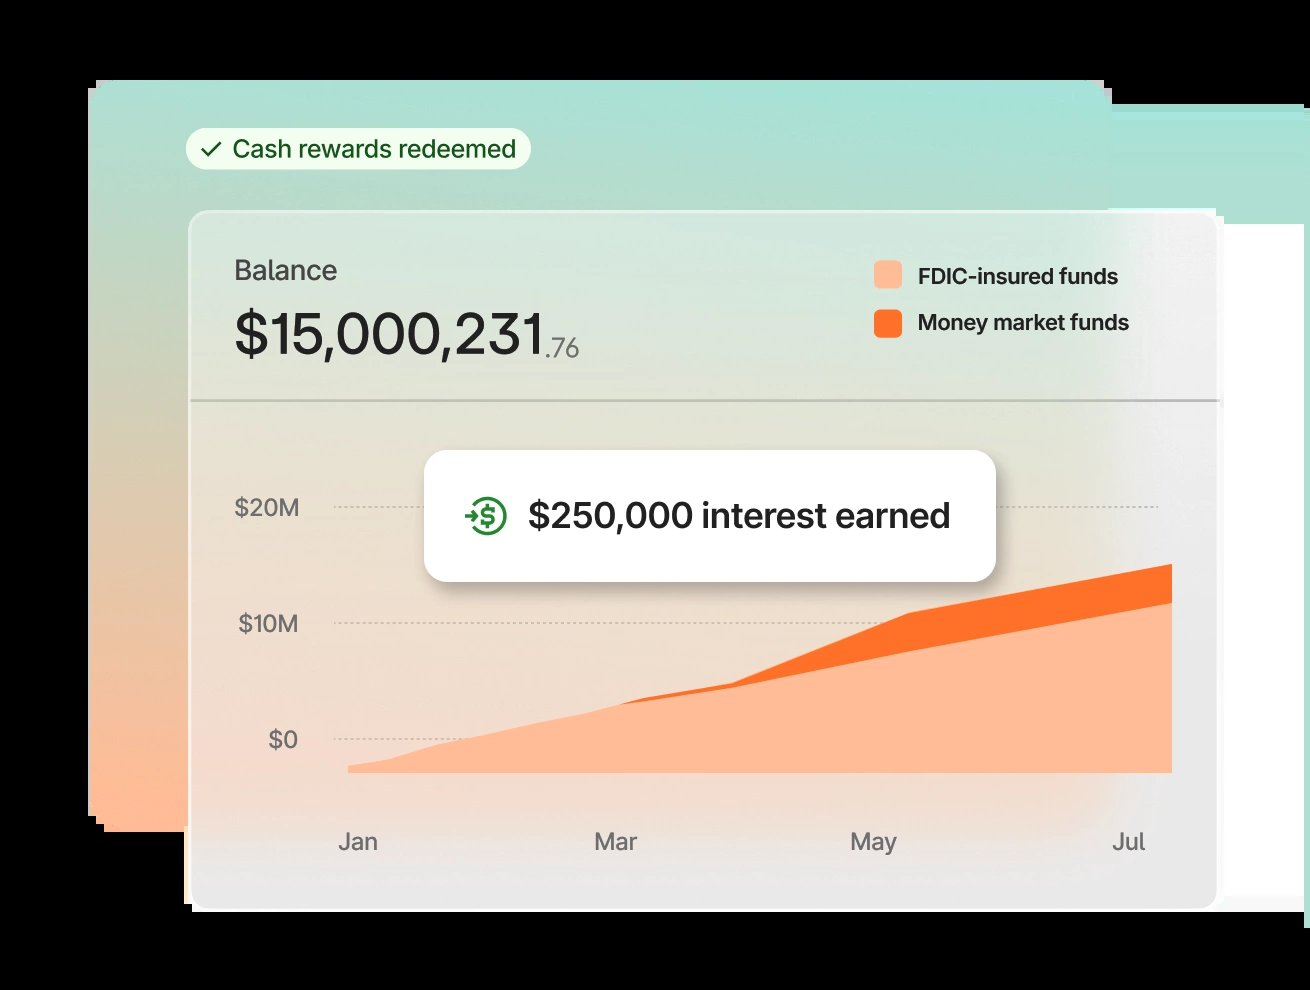 Cash rewards redeemed
Balance
$15,000,231.76
FDIC-insured funds
Money market funds
$250,000 interest earned
$20M
$10M
$0
Jan Mar May Jul